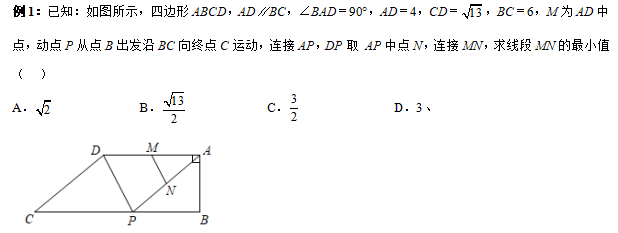 例1:已知:如图所示,四边形ABCD,AD∥BC,∠BAD=90°,AD=4,CD=√13,BC=6,M为AD中
点,动点P从点B出发沿BC向终点C运动,连接AP,DP取 AP中点N,连接MN,求线段MN的最小值
( )
A.√2 B.√13/2 C.3/2 D.3、
D M A
N
C P B